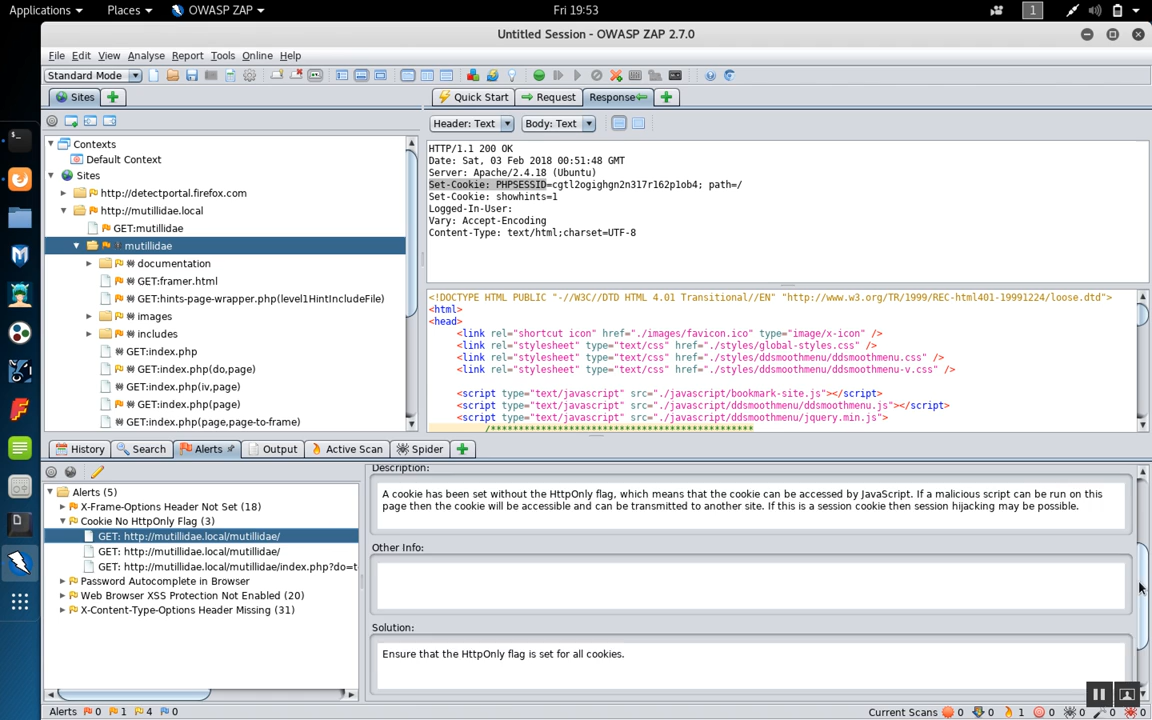 Applications
Places
OWASP ZAP
Fri 19:53
1
Untitled Session - OWASP ZAP 2.7.0
File Edit View Analyse Report Tools Online Help
Standard Mode
Sites
Quick Start
Request
Response
Header: Text
Body: Text
Contexts
Default Context
Sites
http://detectportal.firefox.com
http://mutillidae.local
GET:mutillidae
mutillidae
documentation
GET:framer.html
GET:hints-page-wrapper.php(level1HintIncludeFile)
images
includes
GET:index.php
GET:index.php(do,page)
GET:index.php(iv,page)
GET:index.php(page)
GET:index.php(page,page-to-frame)
HTTP/1.1 200 OK
Date: Sat, 03 Feb 2018 00:51:48 GMT
Server: Apache/2.4.18 (Ubuntu)
Set-Cookie: PHPSESSID=cgtl2ogighgn2n317r162p1ob4; path=/
Set-Cookie: showhints=1
Logged-In-User:
Vary: Accept-Encoding
Content-Type: text/html;charset=UTF-8
<!DOCTYPE HTML PUBLIC "-//W3C//DTD HTML 4.01 Transitional//EN" "http://www.w3.org/TR/1999/REC-html401-19991224/loose.dtd">
<html>
<head>
<link rel="shortcut icon" href="./images/favicon.ico" type="image/x-icon" />
<link rel="stylesheet" type="text/css" href="./styles/global-styles.css" />
<link rel="stylesheet" type="text/css" href="./styles/ddsmoothmenu/ddsmoothmenu.css" />
<link rel="stylesheet" type="text/css" href="./styles/ddsmoothmenu/ddsmoothmenu-v.css" />
<script type="text/javascript" src="./javascript/bookmark-site.js"></script>
<script type="text/javascript" src="./javascript/ddsmoothmenu/ddsmoothmenu.js"></script>
<script type="text/javascript" src="./javascript/ddsmoothmenu/jquery.min.js">
History
Search
Alerts
Output
Active Scan
Spider
Alerts (5)
X-Frame-Options Header Not Set (18)
Cookie No HttpOnly Flag (3)
GET: http://mutillidae.local/mutillidae/
GET: http://mutillidae.local/mutillidae/
GET: http://mutillidae.local/mutillidae/index.php?do=t
Password Autocomplete in Browser
Web Browser XSS Protection Not Enabled (20)
X-Content-Type-Options Header Missing (31)
Description:
A cookie has been set without the HttpOnly flag, which means that the cookie can be accessed by JavaScript. If a malicious script can be run on this
page then the cookie will be accessible and can be transmitted to another site. If this is a session cookie then session hijacking may be possible.
Other Info:
Solution:
Ensure that the HttpOnly flag is set for all cookies.
Alerts 0 1 4 0
Current Scans 0 0 1 0 0 0 0